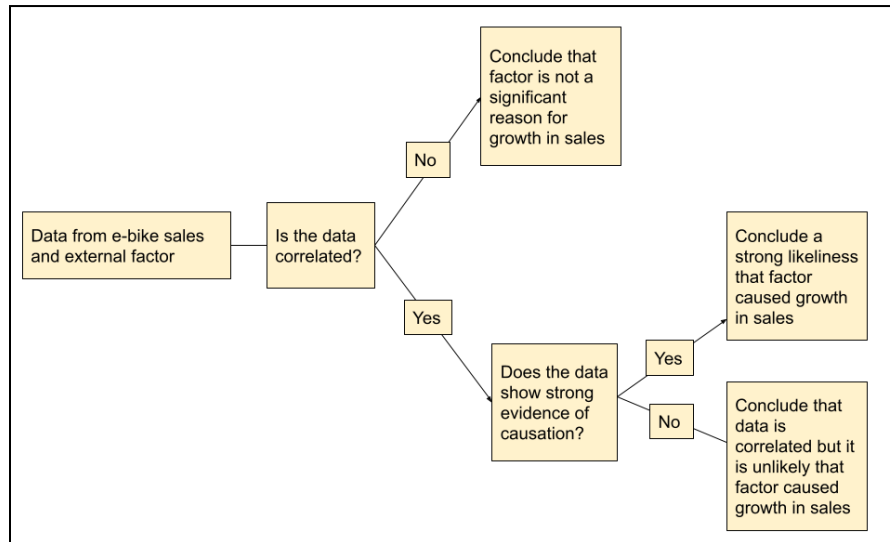 Conclude that
factor is not a
significant
reason for
growth in sales
No
Data from e-bike sales
and external factor
Is the data
correlated?
Yes
Does the data
show strong
evidence of
causation?
Yes
Conclude a
strong likeliness
that factor
caused growth
in sales
No
Conclude that
data is
correlated but it
is unlikely that
factor caused
growth in sales